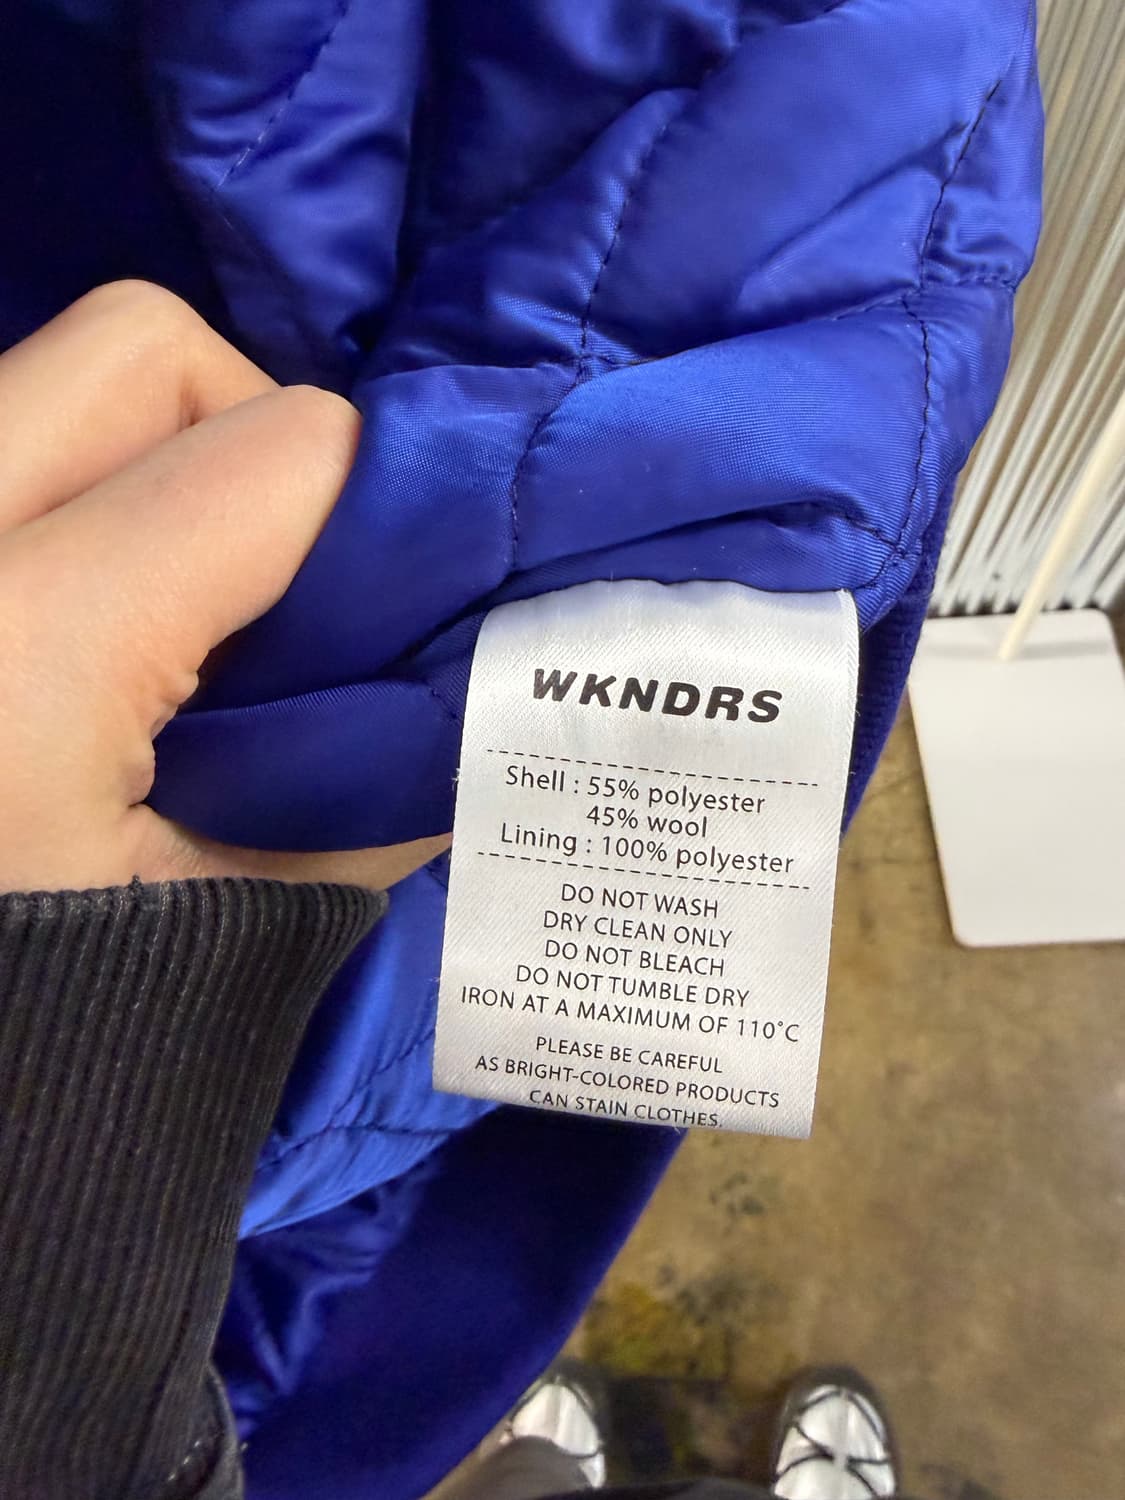 WKNDRS
Shell : 55% polyester
45% wool
Lining : 100% polyester
DO NOT WASH
DRY CLEAN ONLY
DO NOT BLEACH
DO NOT TUMBLE DRY
IRON AT A MAXIMUM OF 110˚C
PLEASE BE CAREFUL
AS BRIGHT-COLORED PRODUCTS
CAN STAIN CLOTHES.